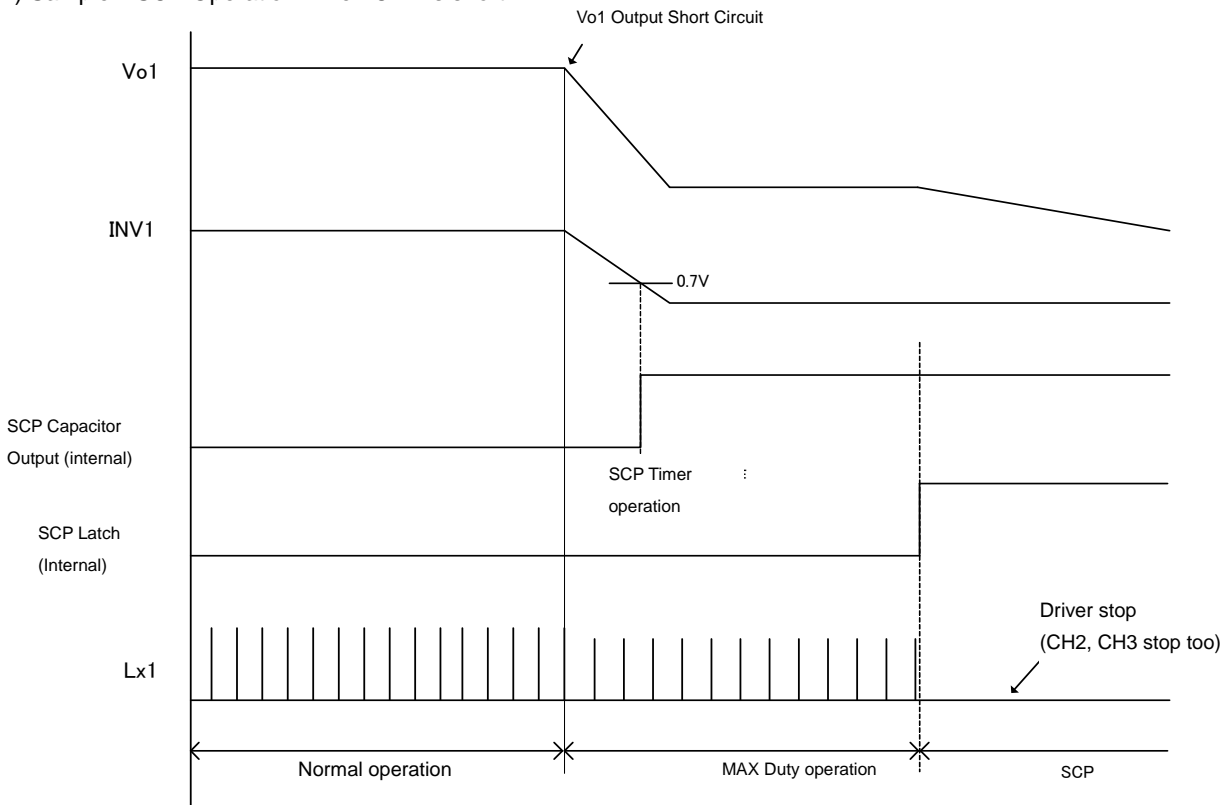 Vo1 Output Short Circuit
Vo1
INV1
0.7V
SCP Capacitor
Output (internal)
SCP Timer
operation
SCP Latch
(Internal)
Driver stop
(CH2, CH3 stop too)
Lx1
Normal operation
MAX Duty operation
SCP